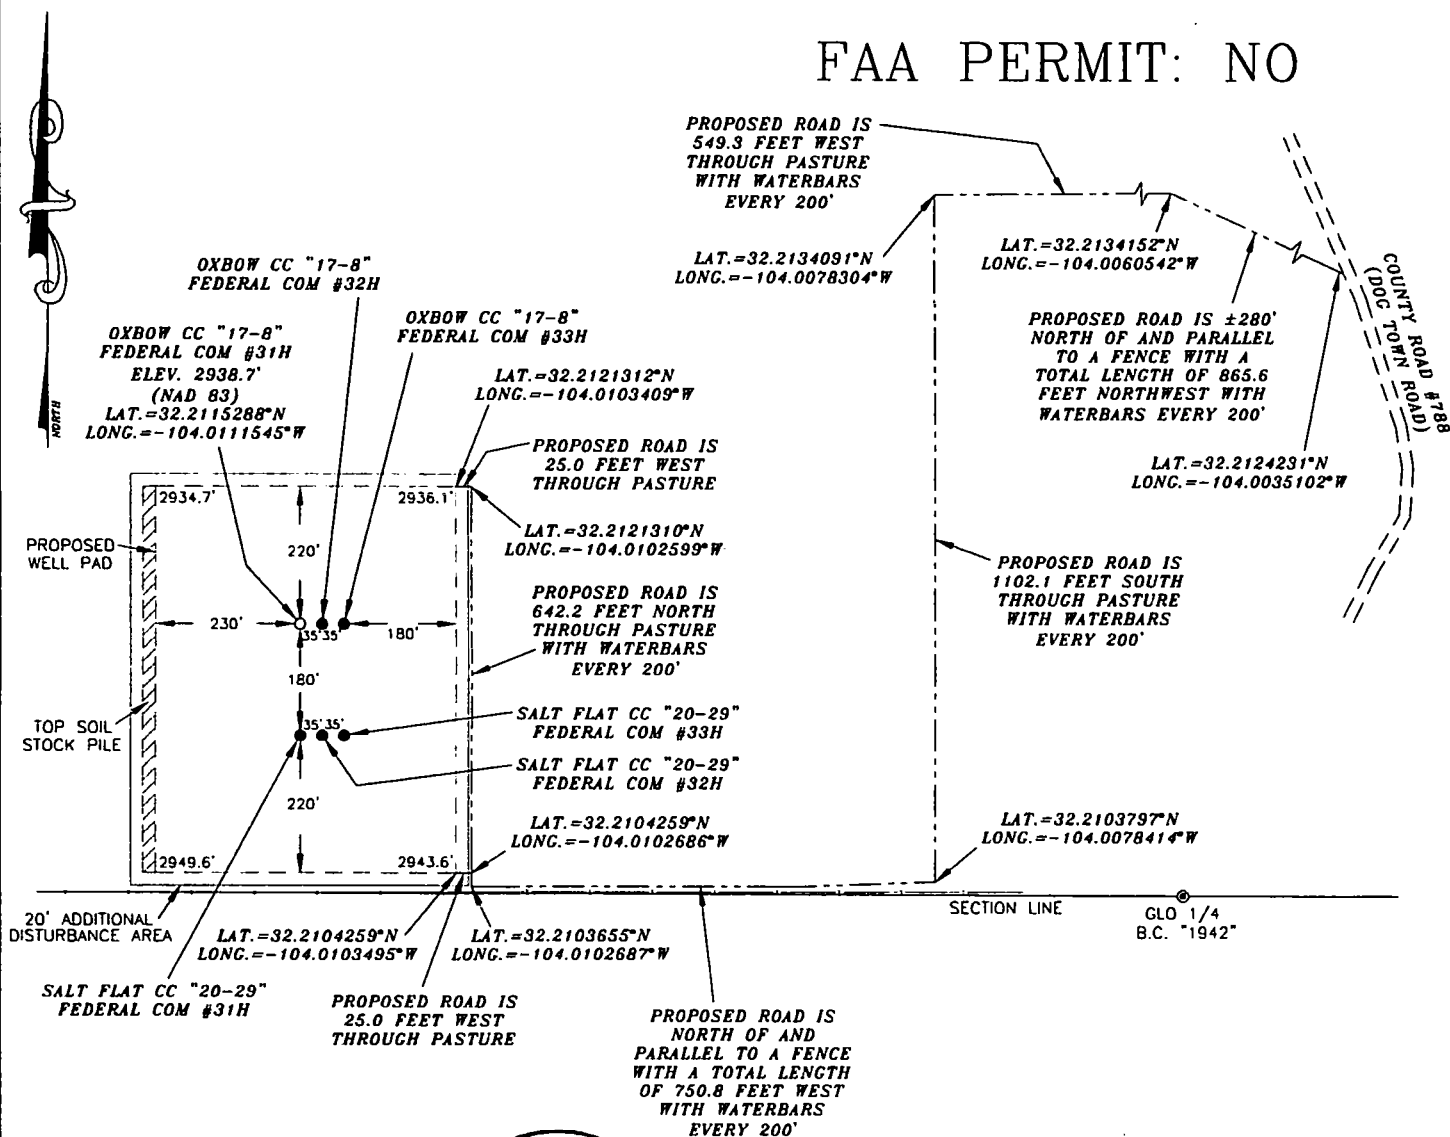 FAA PERMIT: NO
PROPOSED ROAD IS
549.3 FEET WEST
THROUGH PASTURE
WITH WATERBARS
EVERY 200'
LAT.=32.2134091°N
LONG.=-104.0078304°W
LAT.=32.2134152°N
LONG.=-104.0060542°W
COUNTY ROAD #788
(DOG TOWN ROAD)
PROPOSED ROAD IS ±280'
NORTH OF AND PARALLEL
TO A FENCE WITH A
TOTAL LENGTH OF 865.6
FEET NORTHWEST WITH
WATERBARS EVERY 200'
LAT.=32.2124231°N
LONG.=-104.0035102°W
OXBOW CC "17-8"
FEDERAL COM #32H
OXBOW CC "17-8"
FEDERAL COM #31H
ELEV. 2938.7'
(NAD 83)
LAT.=32.2115288°N
LONG.=-104.0111545°W
OXBOW CC "17-8"
FEDERAL COM #33H
NORTH
LAT.=32.2121312°N
LONG.=-104.0103409°W
PROPOSED ROAD IS
25.0 FEET WEST
THROUGH PASTURE
2934.7'
2936.1'
LAT.=32.2121310°N
LONG.=-104.0102599°W
PROPOSED
WELL PAD
220'
PROPOSED ROAD IS
1102.1 FEET SOUTH
THROUGH PASTURE
WITH WATERBARS
EVERY 200'
PROPOSED ROAD IS
642.2 FEET NORTH
THROUGH PASTURE
WITH WATERBARS
EVERY 200'
230'
35' 35'
180'
180'
TOP SOIL
STOCK PILE
35' 35'
SALT FLAT CC "20-29"
FEDERAL COM #33H
SALT FLAT CC "20-29"
FEDERAL COM #32H
220'
LAT.=32.2104259°N
LONG.=-104.0102686°W
LAT.=32.2103797°N
LONG.=-104.0078414°W
2949.6'
2943.6'
SECTION LINE
GLO 1/4
B.C. "1942"
20' ADDITIONAL
DISTURBANCE AREA
LAT.=32.2104259°N
LONG.=-104.0103495°W
LAT.=32.2103655°N
LONG.=-104.0102687°W
SALT FLAT CC "20-29"
FEDERAL COM #31H
PROPOSED ROAD IS
25.0 FEET WEST
THROUGH PASTURE
PROPOSED ROAD IS
NORTH OF AND
PARALLEL TO A FENCE
WITH A TOTAL LENGTH
OF 750.8 FEET WEST
WITH WATERBARS
EVERY 200'